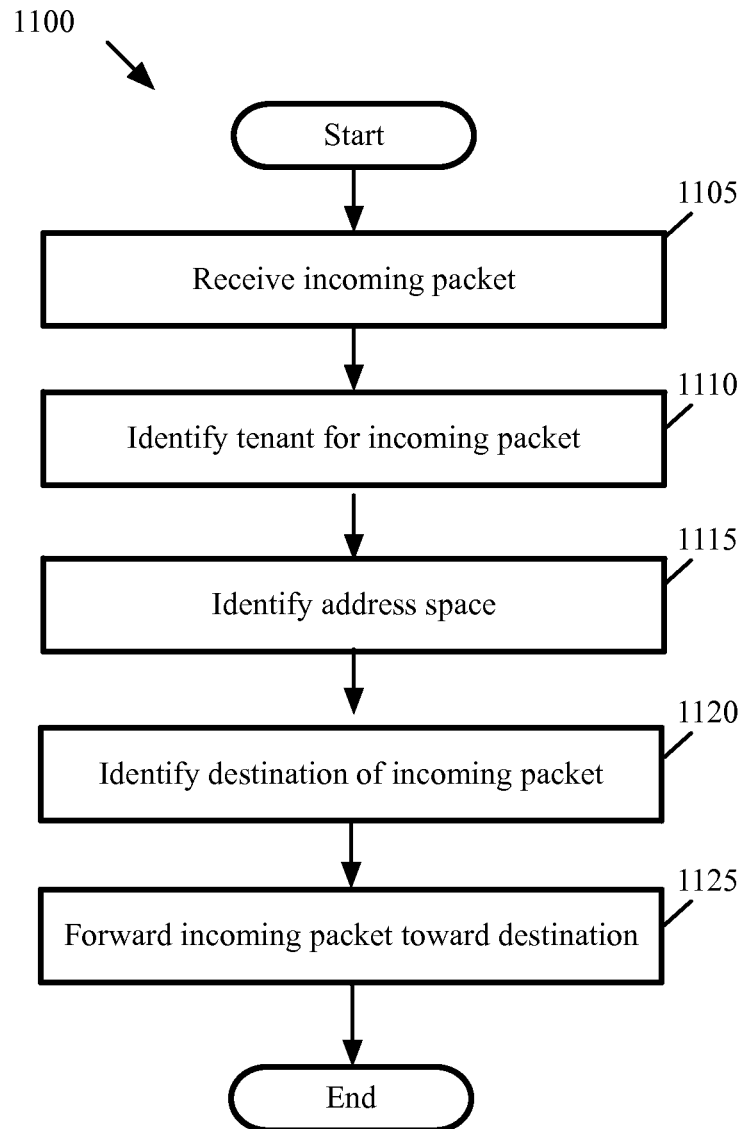 1100
Start
1105
Receive incoming packet
1110
Identify tenant for incoming packet
1115
Identify address space
1120
Identify destination of incoming packet
1125
Forward incoming packet toward destination
End